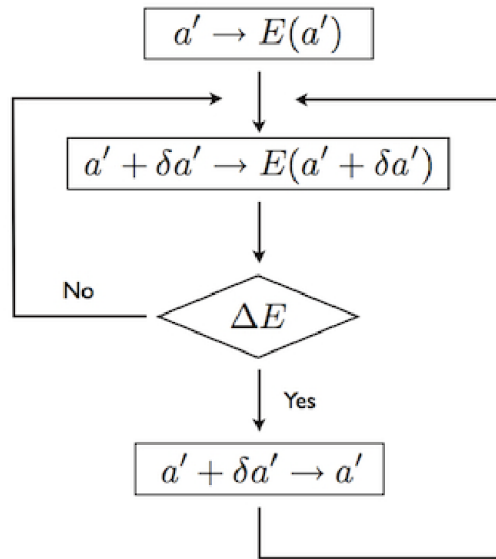 a′ → E(a′)
a′ + δa′ → E(a′ + δa′)
No
ΔE
Yes
a′ + δa′ → a′